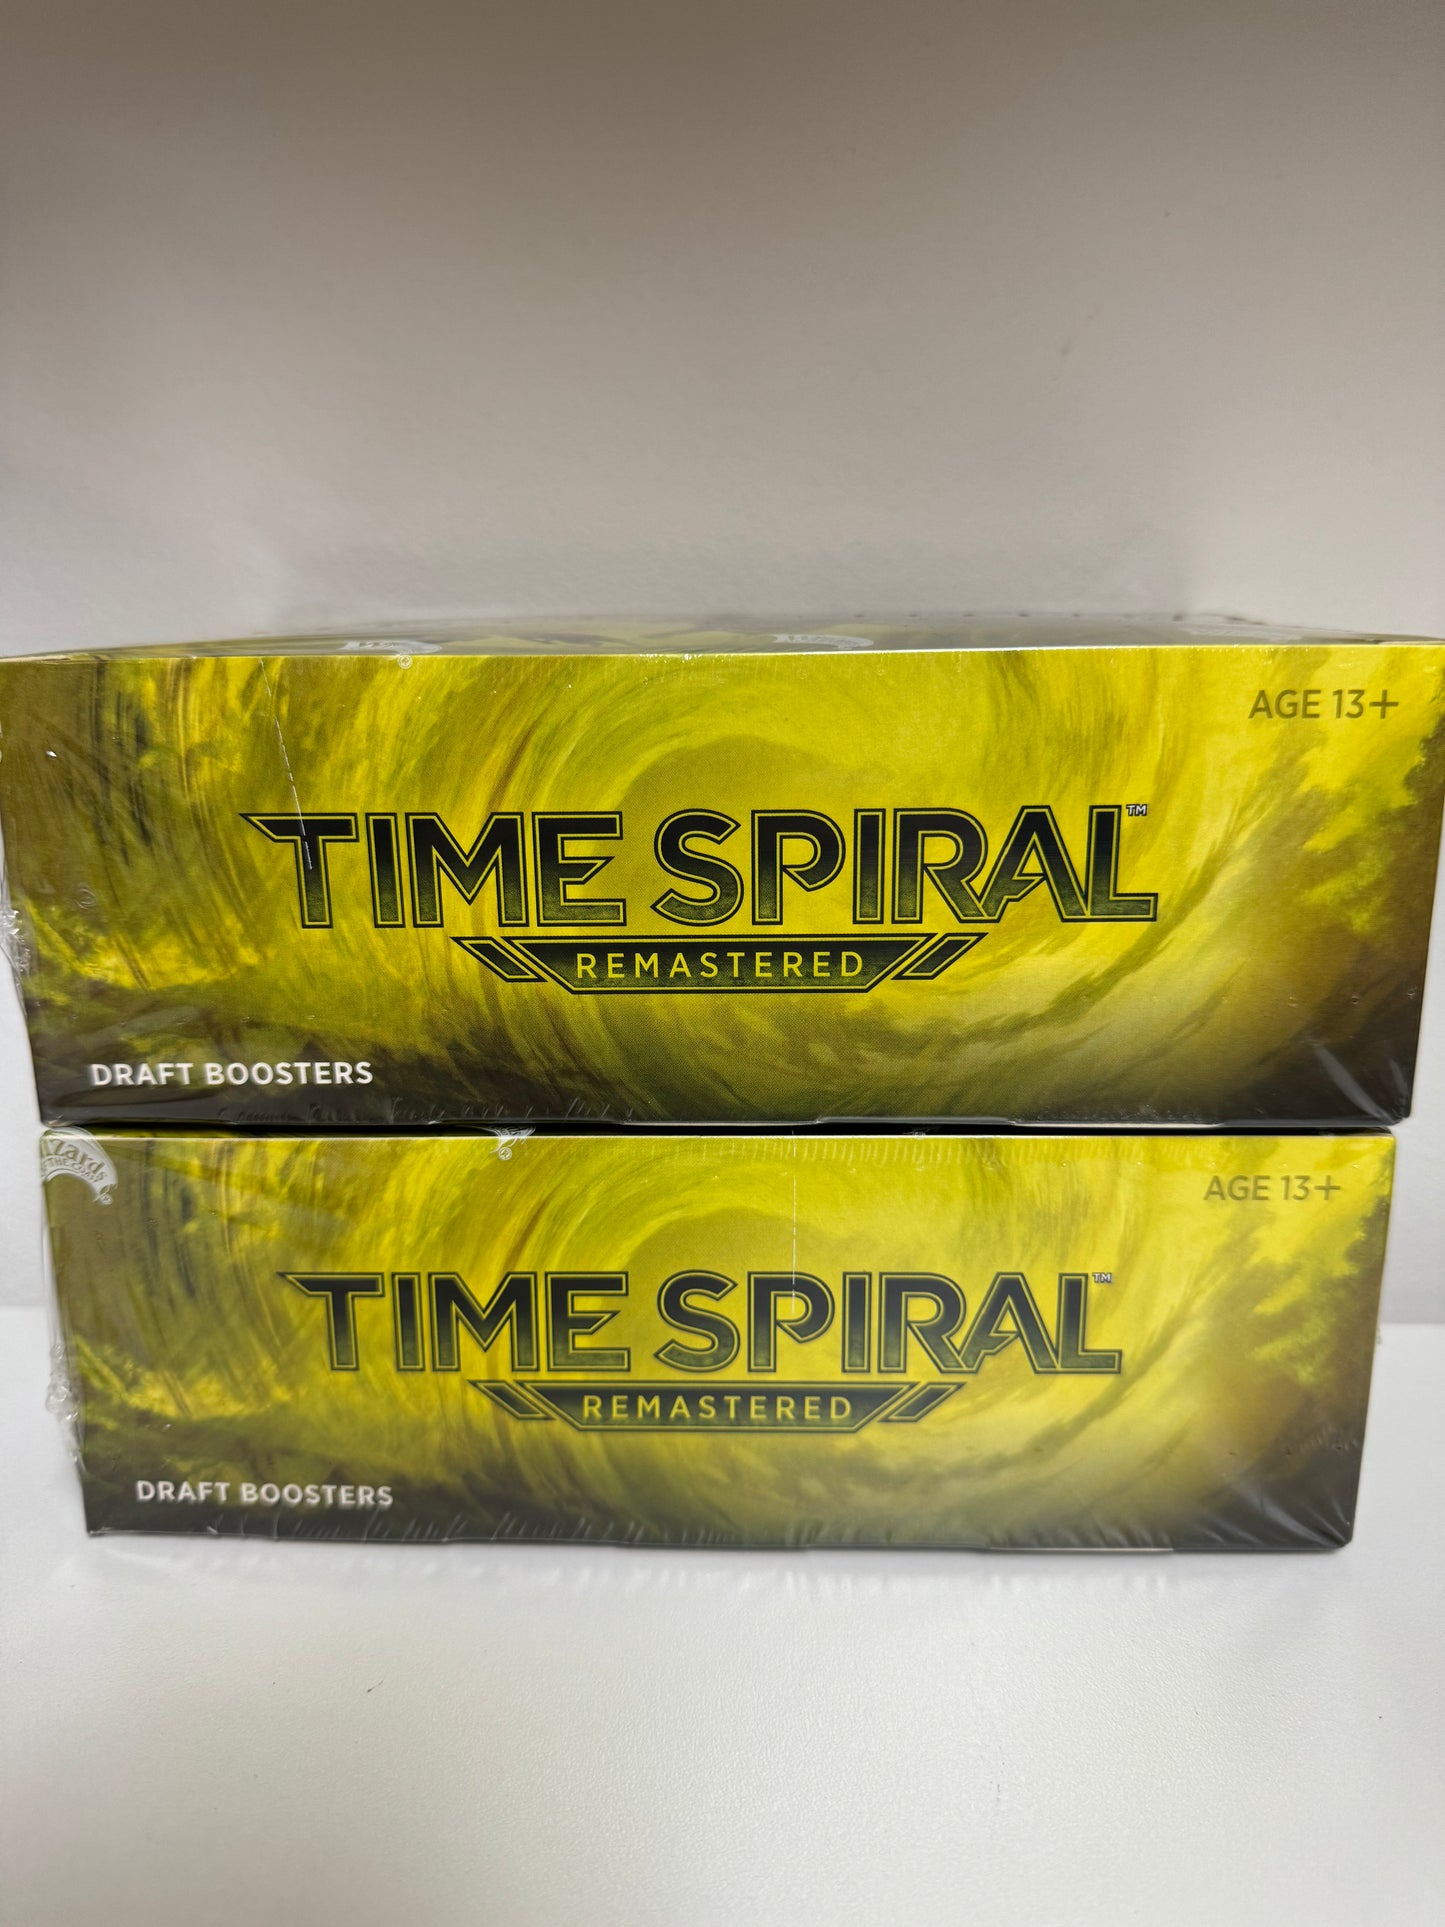 AGE 13+
TIME SPIRAL™
REMASTERED
DRAFT BOOSTERS
AGE 13+
TIME SPIRAL™
REMASTERED
DRAFT BOOSTERS